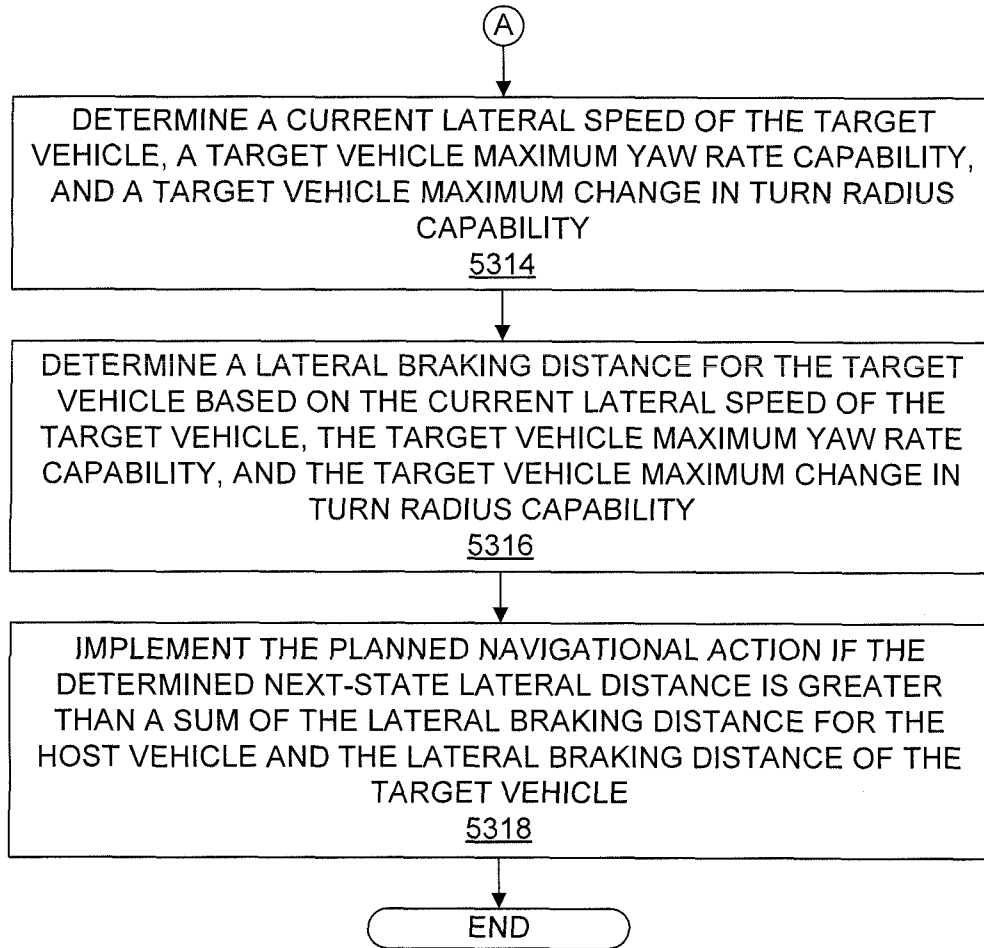 A
DETERMINE A CURRENT LATERAL SPEED OF THE TARGET
VEHICLE, A TARGET VEHICLE MAXIMUM YAW RATE CAPABILITY,
AND A TARGET VEHICLE MAXIMUM CHANGE IN TURN RADIUS
CAPABILITY
5314
DETERMINE A LATERAL BRAKING DISTANCE FOR THE TARGET
VEHICLE BASED ON THE CURRENT LATERAL SPEED OF THE
TARGET VEHICLE, THE TARGET VEHICLE MAXIMUM YAW RATE
CAPABILITY, AND THE TARGET VEHICLE MAXIMUM CHANGE IN
TURN RADIUS CAPABILITY
5316
IMPLEMENT THE PLANNED NAVIGATIONAL ACTION IF THE
DETERMINED NEXT-STATE LATERAL DISTANCE IS GREATER
THAN A SUM OF THE LATERAL BRAKING DISTANCE FOR THE
HOST VEHICLE AND THE LATERAL BRAKING DISTANCE OF THE
TARGET VEHICLE
5318
END